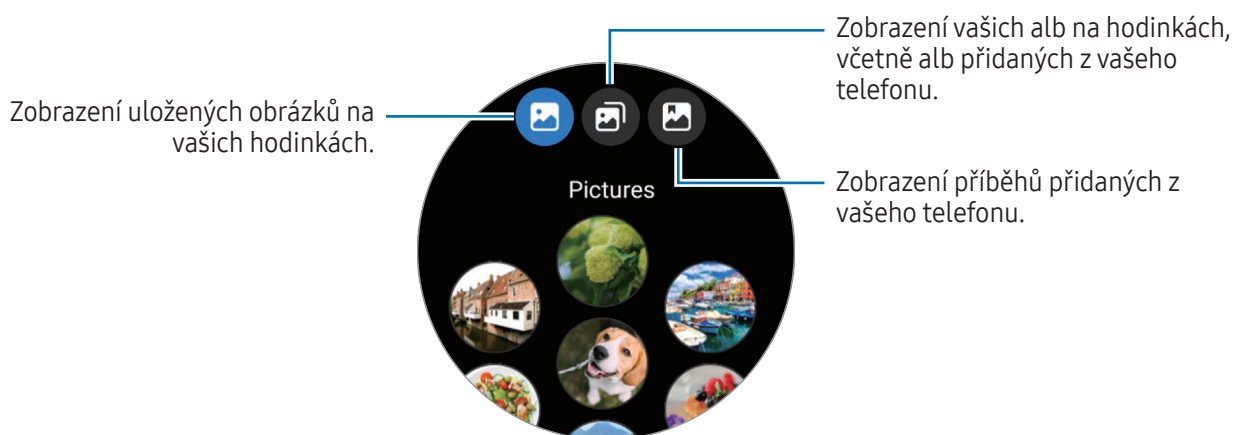 Zobrazení vašich alb na hodinkách,
včetně alb přidaných z vašeho
telefonu.
Zobrazení uložených obrázků na
vašich hodinkách.
Pictures
Zobrazení příběhů přidaných z
vašeho telefonu.